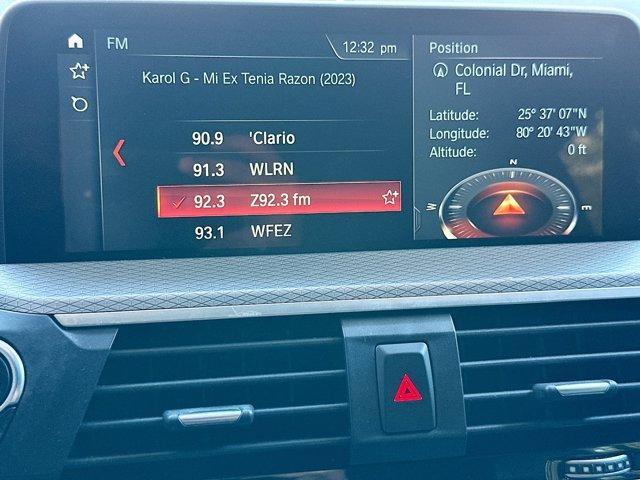 FM
12:32 pm
Karol G - Mi Ex Tenia Razon (2023)
90.9 'Clario
91.3 WLRN
92.3 Z92.3 fm
93.1 WFEZ
Position
Colonial Dr, Miami,
FL
Latitude: 25° 37' 07"N
Longitude: 80° 20' 43"W
Altitude: 0 ft
N
W
E